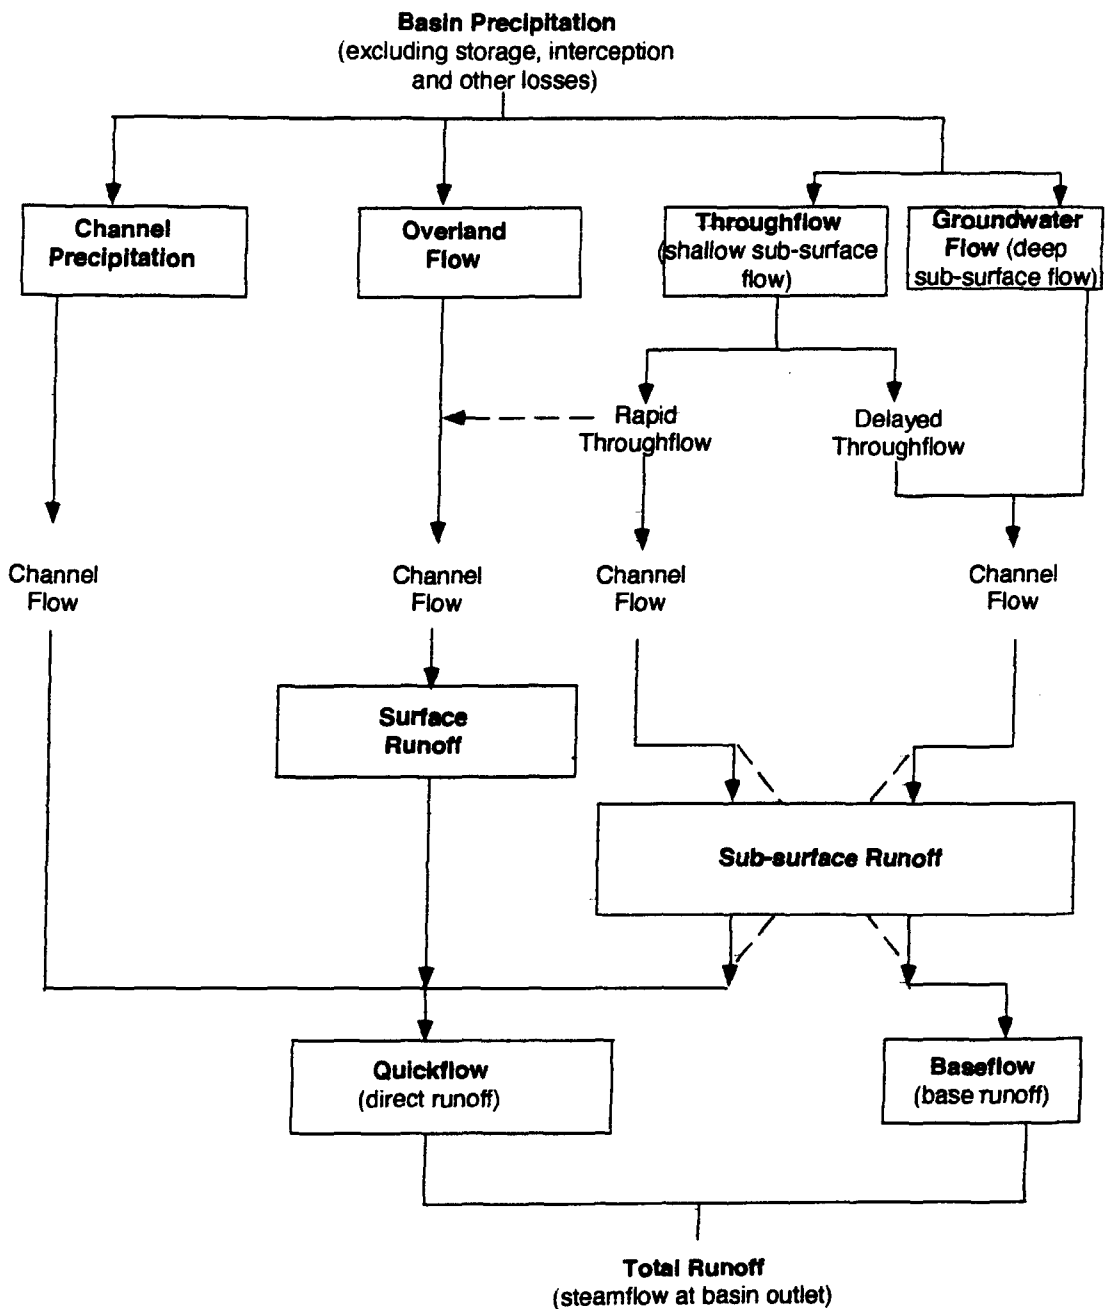 Basin Precipitation
(excluding storage, interception
and other losses)
Channel
Precipitation
Overland
Flow
Throughflow
(shallow sub-surface
flow)
Groundwater
Flow (deep
sub-surface flow)
Rapid
Throughflow
Delayed
Throughflow
Channel
Flow
Channel
Flow
Channel
Flow
Channel
Flow
Surface
Runoff
Sub-surface Runoff
Quickflow
(direct runoff)
Baseflow
(base runoff)
Total Runoff
(steamflow at basin outlet)